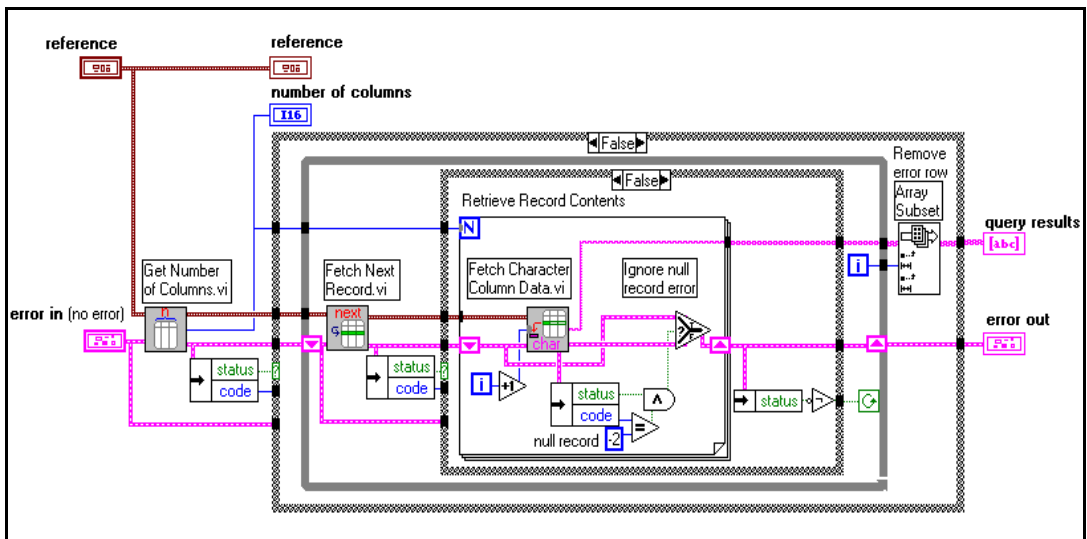 reference
reference
number of columns
I16
False
Remove
error row
Array
Subset
False
Retrieve Record Contents
N
query results
[abc]
i
Get Number
of Columns.vi
Fetch Next
Record.vi
Fetch Character
Column Data.vi
Ignore null
record error
n
next
char
?
error in (no error)
error out
status
code
?
status
code
?
i
+1
status
code
∧
=
null record
-2
status